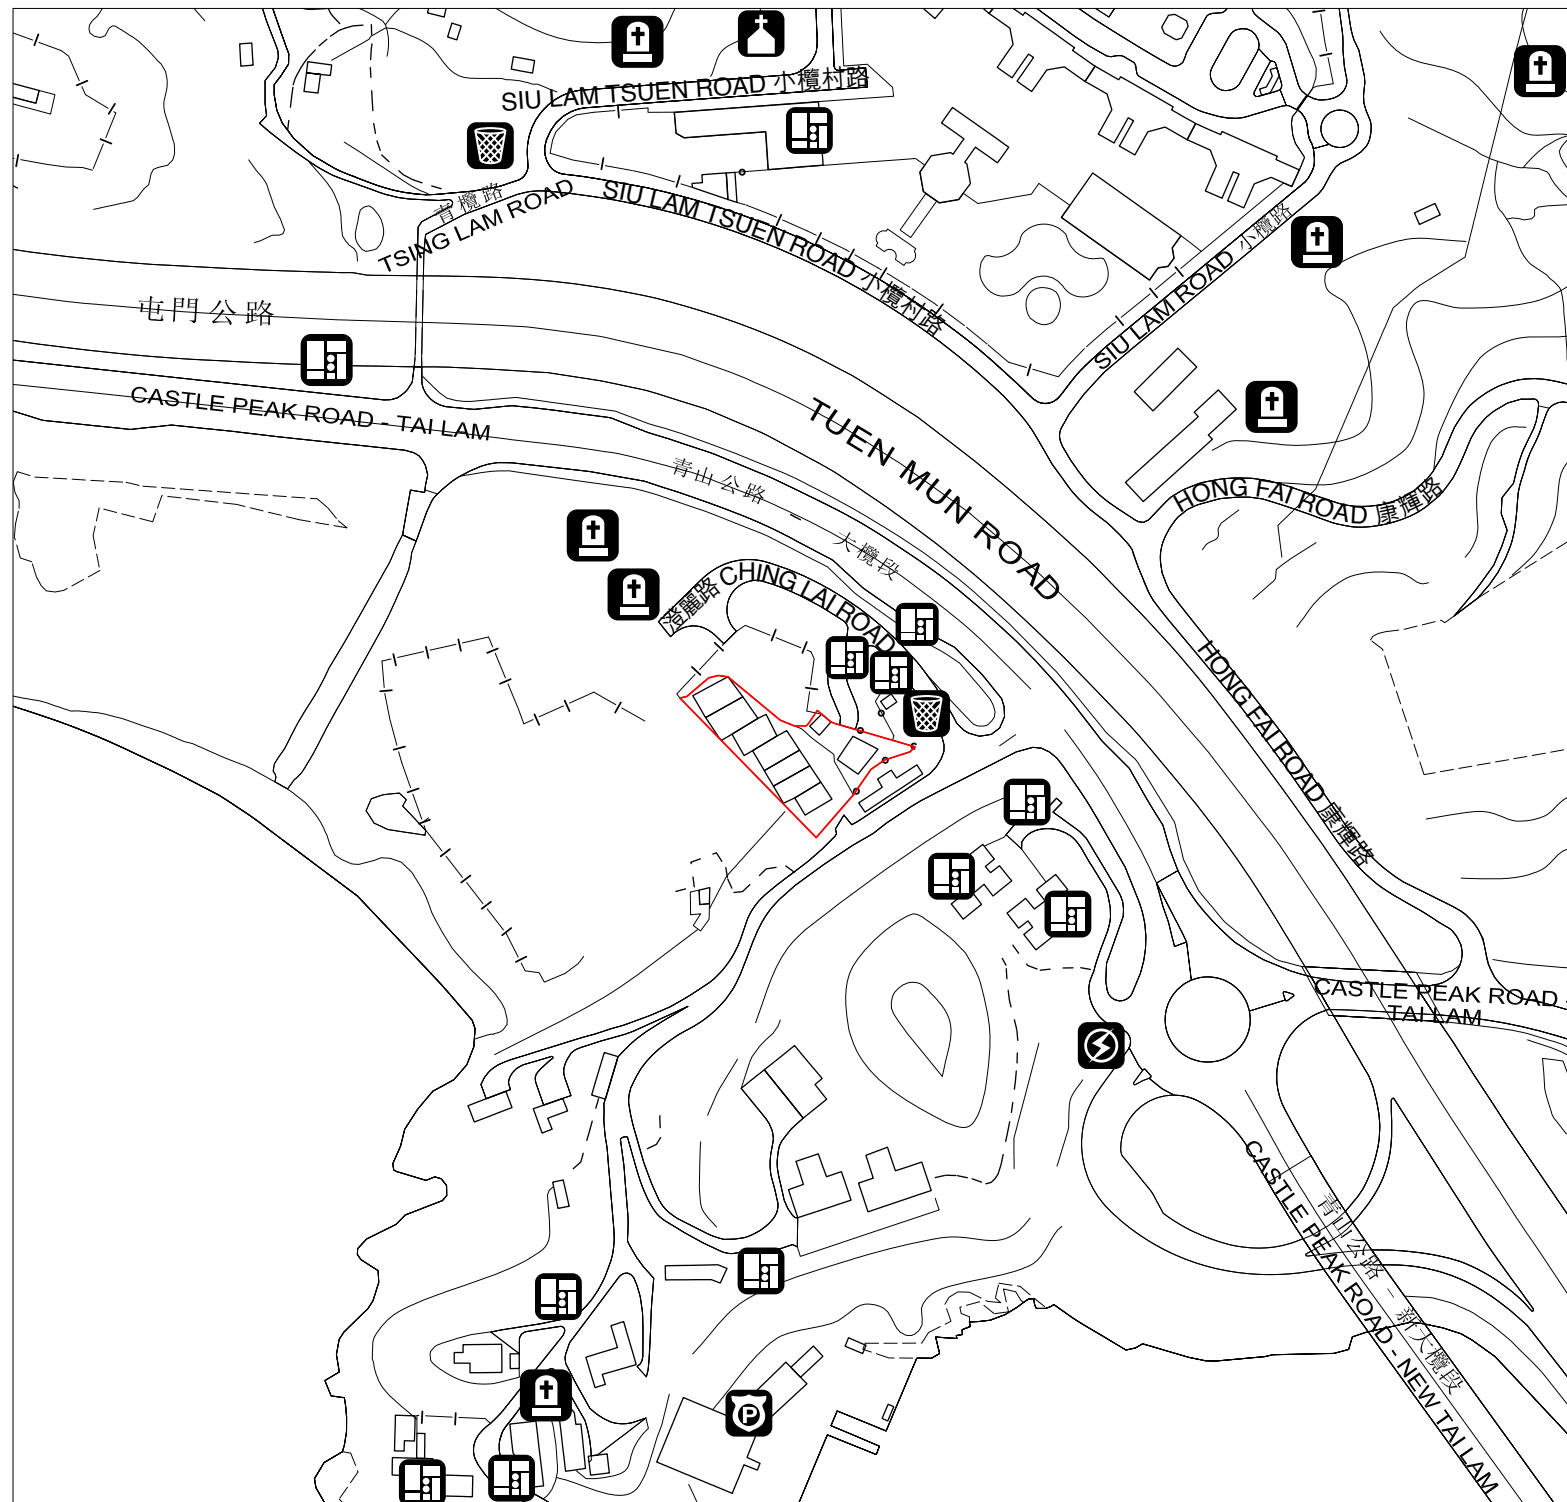 SIU LAM TSUEN ROAD 小欖村路
青欖路
TSING LAM ROAD
SIU LAM TSUEN ROAD 小欖村路
SIU LAM ROAD 小欖路
屯門公路
CASTLE PEAK ROAD - TAI LAM
TUEN MUN ROAD
青山公路 - 大欖段
HONG FAI ROAD 康輝路
澄麗路 CHING LAI ROAD
HONG FAI ROAD 康輝路
CASTLE PEAK ROAD -
TAI LAM
青山公路 - 新大欖段
CASTLE PEAK ROAD - NEW TAI LAM
P